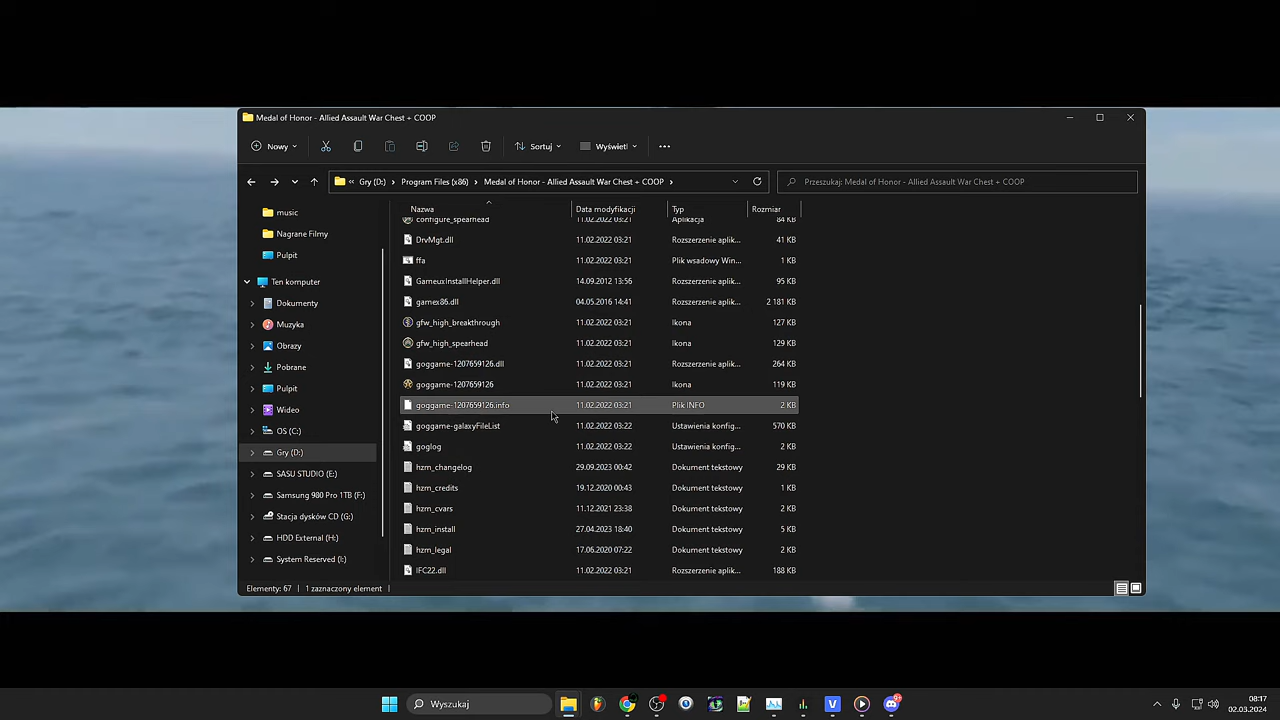 Medal of Honor - Allied Assault War Chest + COOP
Nowy
Sortuj
Wyświetl
Gry (D:) Program Files (x86) Medal of Honor - Allied Assault War Chest + COOP
Przeszukaj: Medal of Honor - Allied Assault War Chest + COOP
music
Nagrane Filmy
Pulpit
Ten komputer
Dokumenty
Muzyka
Obrazy
Pobrane
Pulpit
Wideo
OS (C:)
Gry (D:)
SASU STUDIO (E:)
Samsung 980 Pro 1TB (F:)
Stacja dysków CD (G:)
HDD External (H:)
System Reserved (I:)
Nazwa Data modyfikacji Typ Rozmiar
configure_spearhead 11.02.2022 03:21 Aplikacja 84 KB
DrvMgt.dll 11.02.2022 03:21 Rozszerzenie aplik... 41 KB
ffa 11.02.2022 03:21 Plik wsadowy Win... 1 KB
GameuxInstallHelper.dll 14.09.2012 13:56 Rozszerzenie aplik... 95 KB
gamex86.dll 04.05.2016 14:41 Rozszerzenie aplik... 2 181 KB
gfw_high_breakthrough 11.02.2022 03:21 Ikona 127 KB
gfw_high_spearhead 11.02.2022 03:21 Ikona 129 KB
goggame-1207659126.dll 11.02.2022 03:21 Rozszerzenie aplik... 264 KB
goggame-1207659126 11.02.2022 03:21 Ikona 119 KB
goggame-1207659126.info 11.02.2022 03:21 Plik INFO 2 KB
goggame-galaxyFileList 11.02.2022 03:22 Ustawienia konfig... 570 KB
goglog 11.02.2022 03:22 Ustawienia konfig... 2 KB
hzm_changelog 29.09.2023 00:42 Dokument tekstowy 29 KB
hzm_credits 19.12.2020 00:43 Dokument tekstowy 1 KB
hzm_cvars 11.12.2021 23:38 Dokument tekstowy 2 KB
hzm_install 27.04.2023 18:40 Dokument tekstowy 5 KB
hzm_legal 17.06.2020 07:22 Dokument tekstowy 2 KB
IFC22.dll 11.02.2022 03:21 Rozszerzenie aplik... 188 KB
Elementy: 67 1 zaznaczony element
Wyszukaj
08:17
02.03.2024